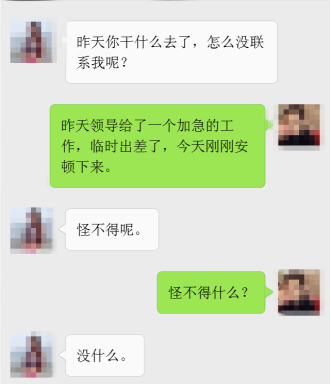 昨天你干什么去了，怎么没联
系我呢？
昨天领导给了一个加急的工
作，临时出差了，今天刚刚安
顿下来。
怪不得呢。
怪不得什么？
没什么。